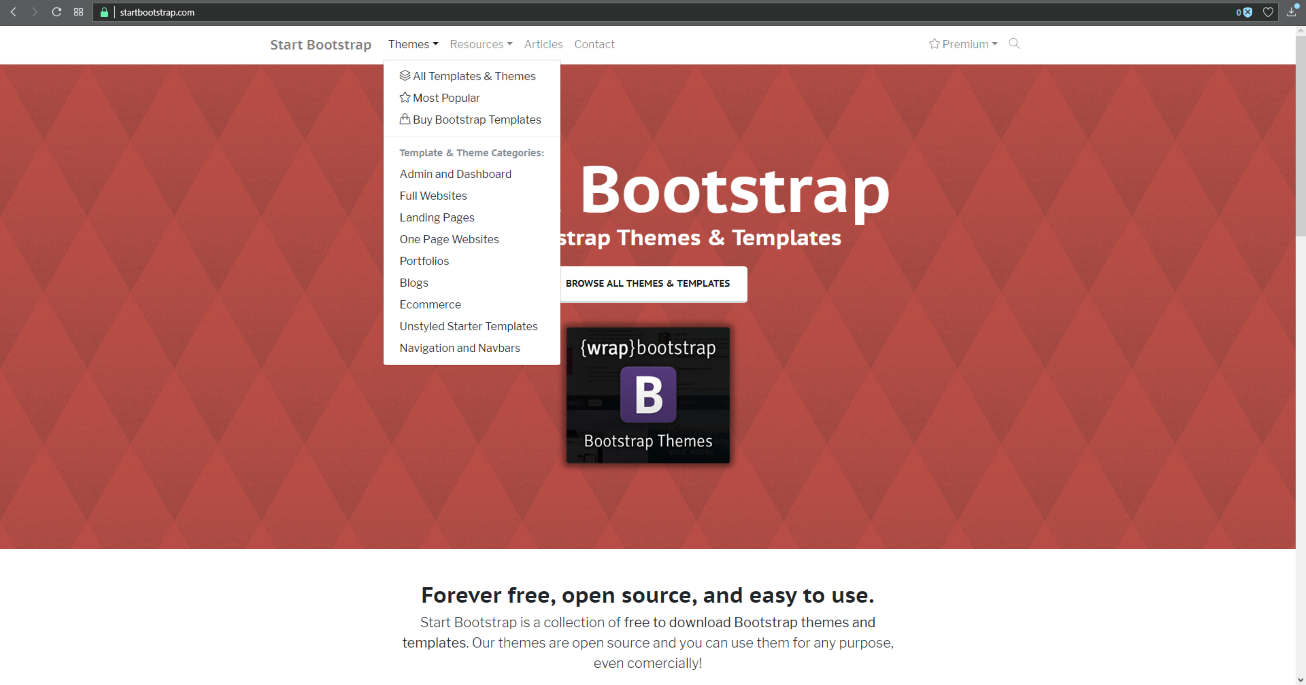 startbootstrap.com
0
Start Bootstrap
Themes
Resources
Articles
Contact
Premium
All Templates & Themes
Most Popular
Buy Bootstrap Templates
Template & Theme Categories:
Admin and Dashboard
Full Websites
Landing Pages
One Page Websites
Portfolios
Blogs
Ecommerce
Unstyled Starter Templates
Navigation and Navbars
Bootstrap
strap Themes & Templates
BROWSE ALL THEMES & TEMPLATES
{wrap}bootstrap
B
Bootstrap Themes
Forever free, open source, and easy to use.
Start Bootstrap is a collection of free to download Bootstrap themes and
templates. Our themes are open source and you can use them for any purpose,
even comercially!